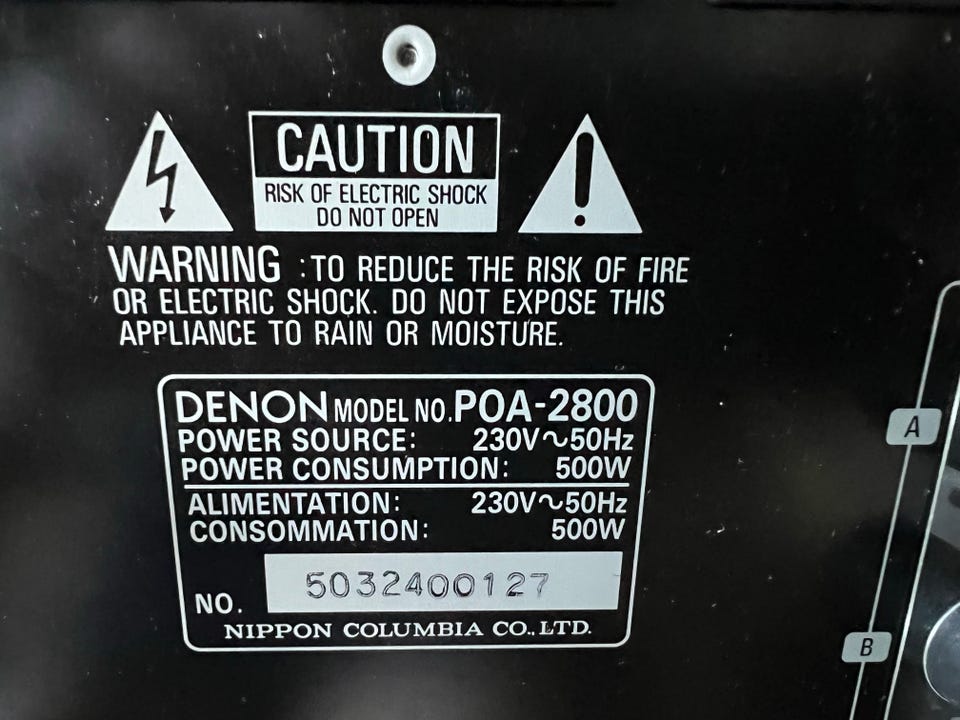 CAUTION
RISK OF ELECTRIC SHOCK
DO NOT OPEN
WARNING : TO REDUCE THE RISK OF FIRE
OR ELECTRIC SHOCK. DO NOT EXPOSE THIS
APPLIANCE TO RAIN OR MOISTURE.
DENON MODEL NO. POA-2800
POWER SOURCE: 230V~50Hz
POWER CONSUMPTION: 500W
ALIMENTATION: 230V~50Hz
CONSOMMATION: 500W
NO. 5032400127
NIPPON COLUMBIA CO., LTD.
A
B